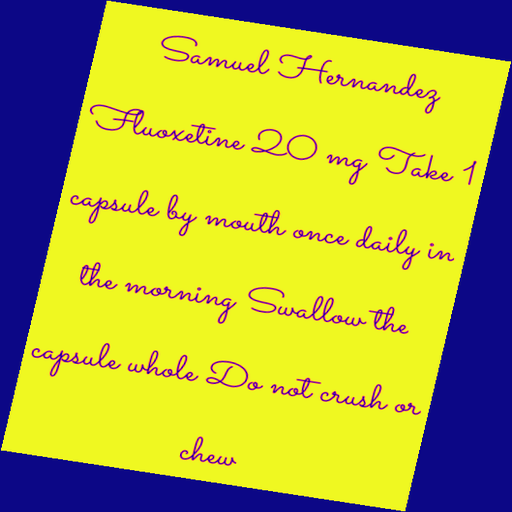 Samuel Hernandez
Fluoxetine 20 mg Take 1
capsule by mouth once daily in
the morning Swallow the
capsule whole Do not crush or
chew